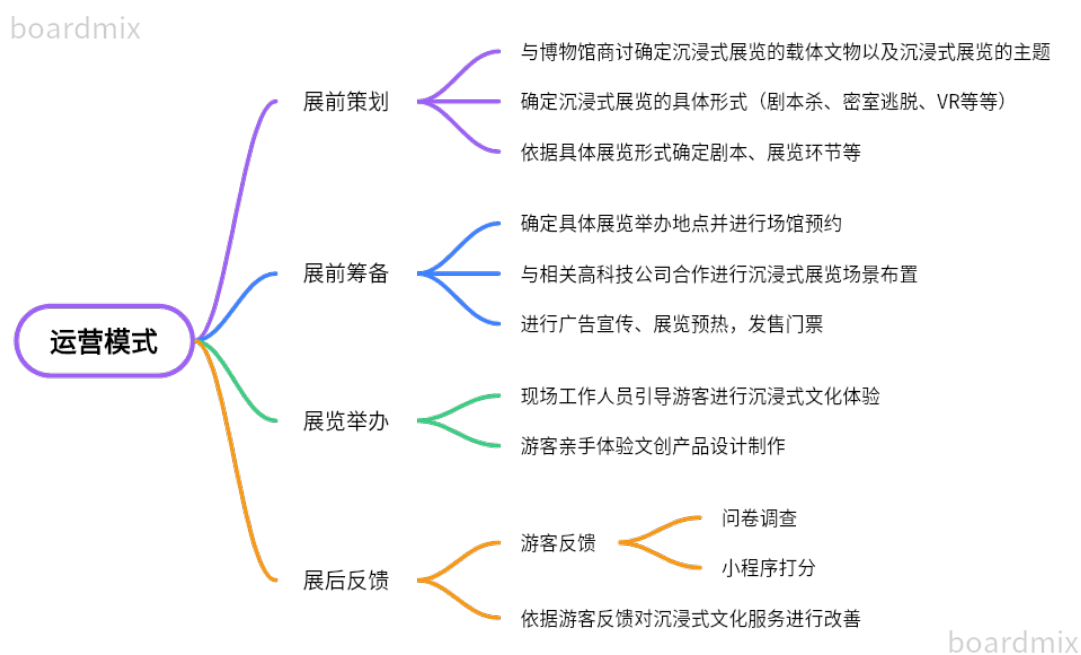 boardmix
与博物馆商讨确定沉浸式展览的载体文物以及沉浸式展览的主题
展前策划
确定沉浸式展览的具体形式（剧本杀、密室逃脱、VR等等）
依据具体展览形式确定剧本、展览环节等
确定具体展览举办地点并进行场馆预约
展前筹备
与相关高科技公司合作进行沉浸式展览场景布置
进行广告宣传、展览预热，发售门票
运营模式
现场工作人员引导游客进行沉浸式文化体验
展览举办
游客亲手体验文创产品设计制作
问卷调查
游客反馈
小程序打分
展后反馈
依据游客反馈对沉浸式文化服务进行改善
boardmix